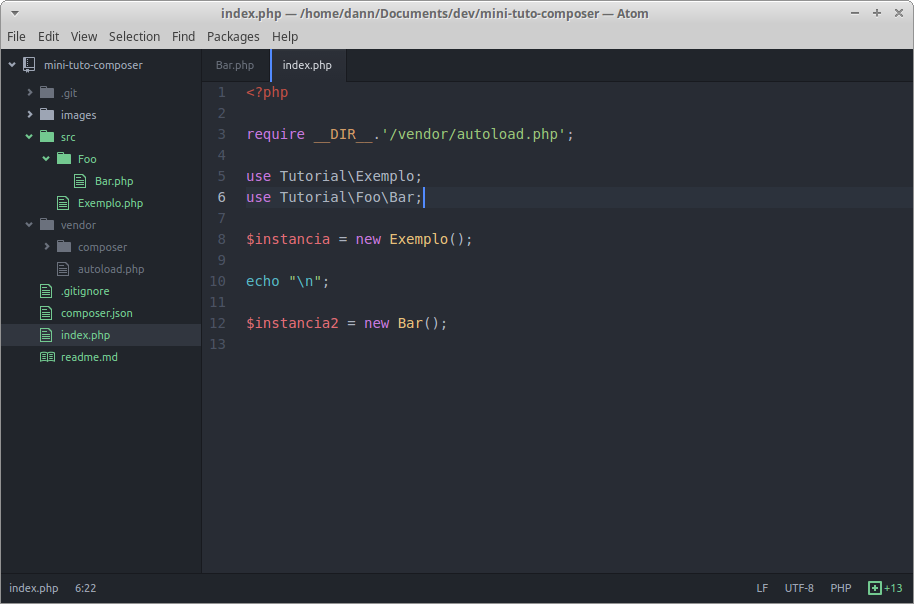 index.php — /home/dann/Documents/dev/mini-tuto-composer — Atom
File Edit View Selection Find Packages Help
mini-tuto-composer
.git
images
src
Foo
Bar.php
Exemplo.php
vendor
composer
autoload.php
.gitignore
composer.json
index.php
readme.md
Bar.php index.php
1 <?php
2
3 require __DIR__.'/vendor/autoload.php';
4
5 use Tutorial\Exemplo;
6 use Tutorial\Foo\Bar;
7
8 $instancia = new Exemplo();
9
10 echo "\n";
11
12 $instancia2 = new Bar();
13
index.php 6:22 LF UTF-8 PHP +13